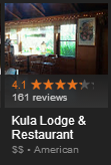 4.1
161 reviews
Kula Lodge &
Restaurant
$$ • American